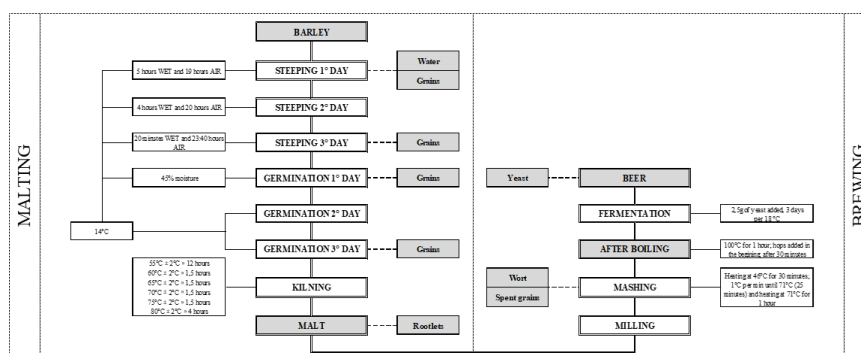 MALTING
BARLEY
5 hours WET and 19 hours AIR
STEEPING 1° DAY
Water
Grains
4 hours WET and 20 hours AIR
STEEPING 2° DAY
20 minutes WET and 23:40 hours
AIR
STEEPING 3° DAY
Grains
45% moisture
GERMINATION 1° DAY
Grains
14°C
GERMINATION 2° DAY
GERMINATION 3° DAY
Grains
55°C ± 2°C * 12 hours
60°C ± 2°C * 1,5 hours
65°C ± 2°C * 1,5 hours
70°C ± 2°C * 1,5 hours
75°C ± 2°C * 1,5 hours
80°C ± 2°C * 4 hours
KILNING
MALT
Rootlets
BREWING
Yeast
BEER
FERMENTATION
2,5g of yeast added, 3 days
per 18°C
AFTER BOILING
100°C for 1 hour; hops added in
the begining after 30 minutes
Wort
Spent grains
MASHING
Heating at 46°C for 30 minutes;
1°C per min until 71°C (25
minutes) and heating at 71°C for
1 hour
MILLING